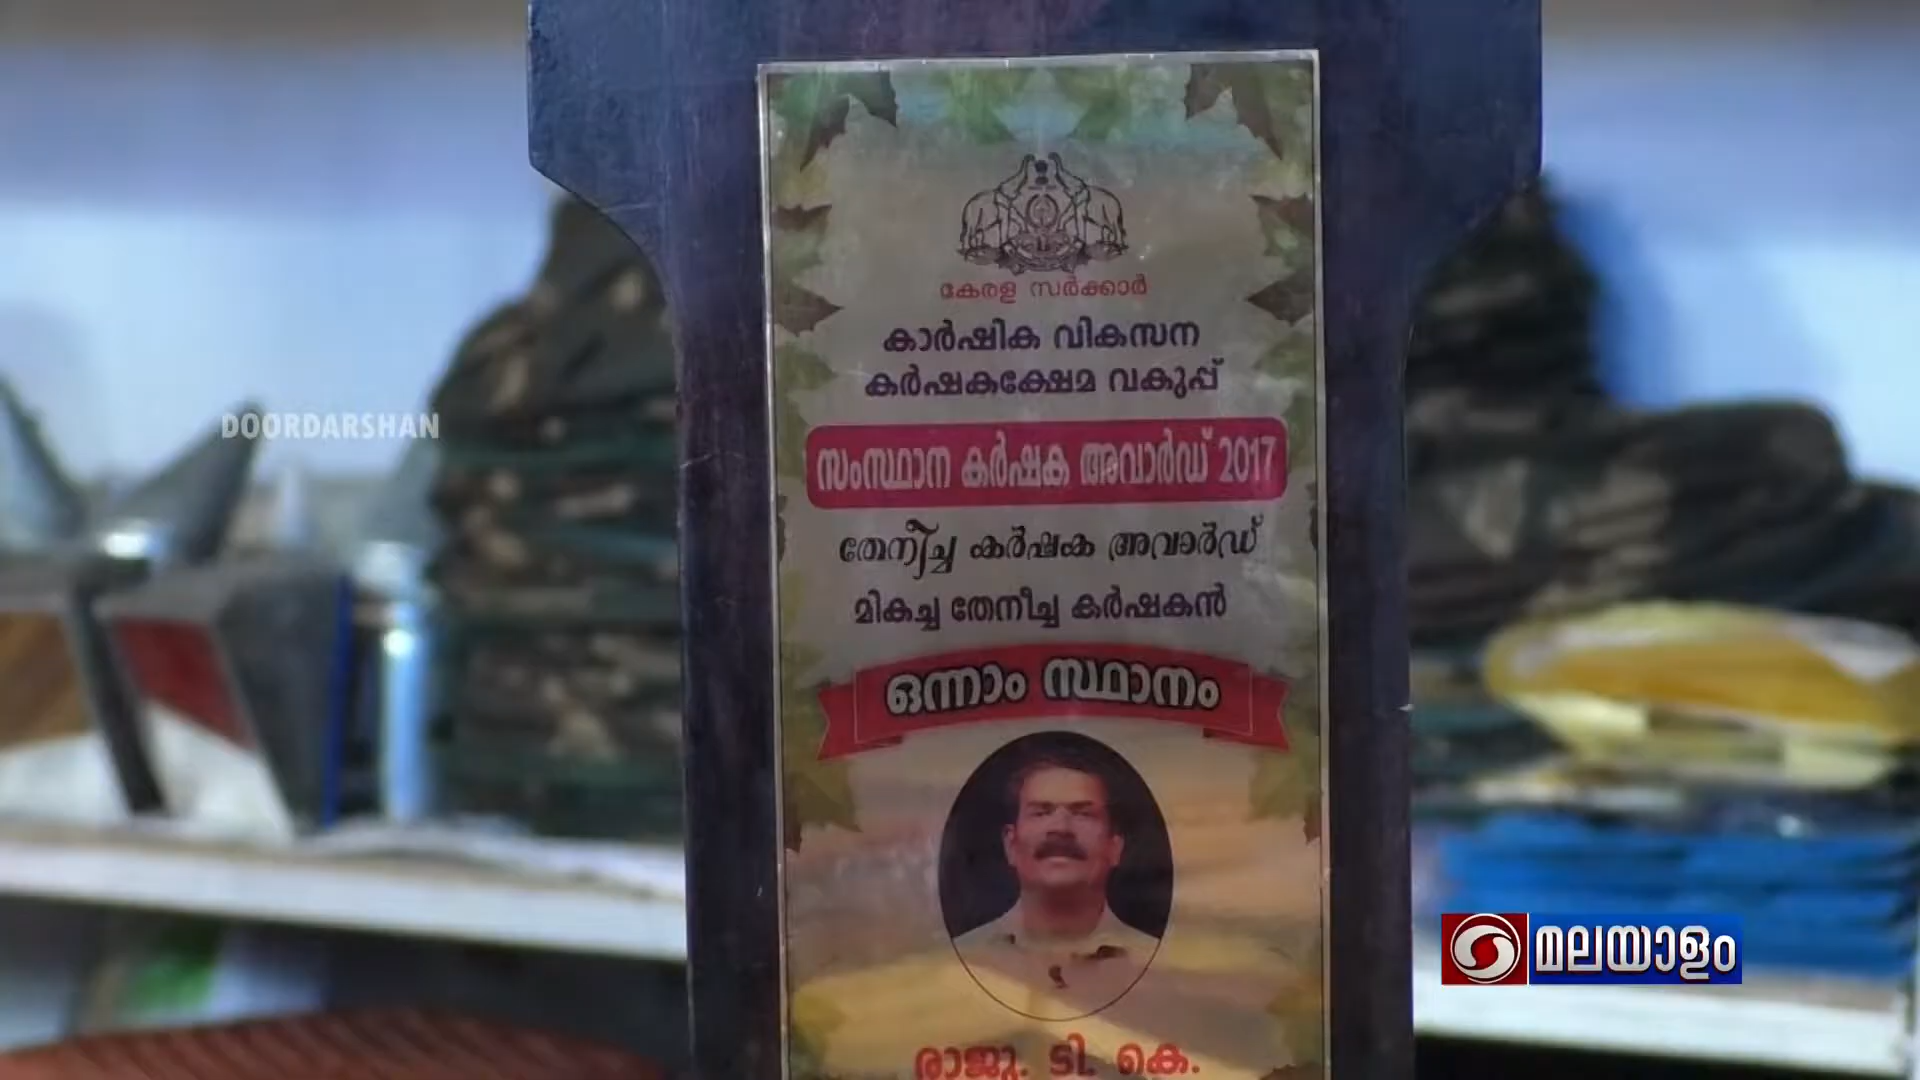 കേരള സർക്കാർ
കാർഷിക വികസന
കർഷകക്ഷേമ വകുപ്പ്
DOORDARSHAN
സംസ്ഥാന കർഷക അവാർഡ് 2017
തേനീച്ച കർഷക അവാർഡ്
മികച്ച തേനീച്ച കർഷകൻ
ഒന്നാം സ്ഥാനം
മലയാളം
രാജു. ടി. കെ.